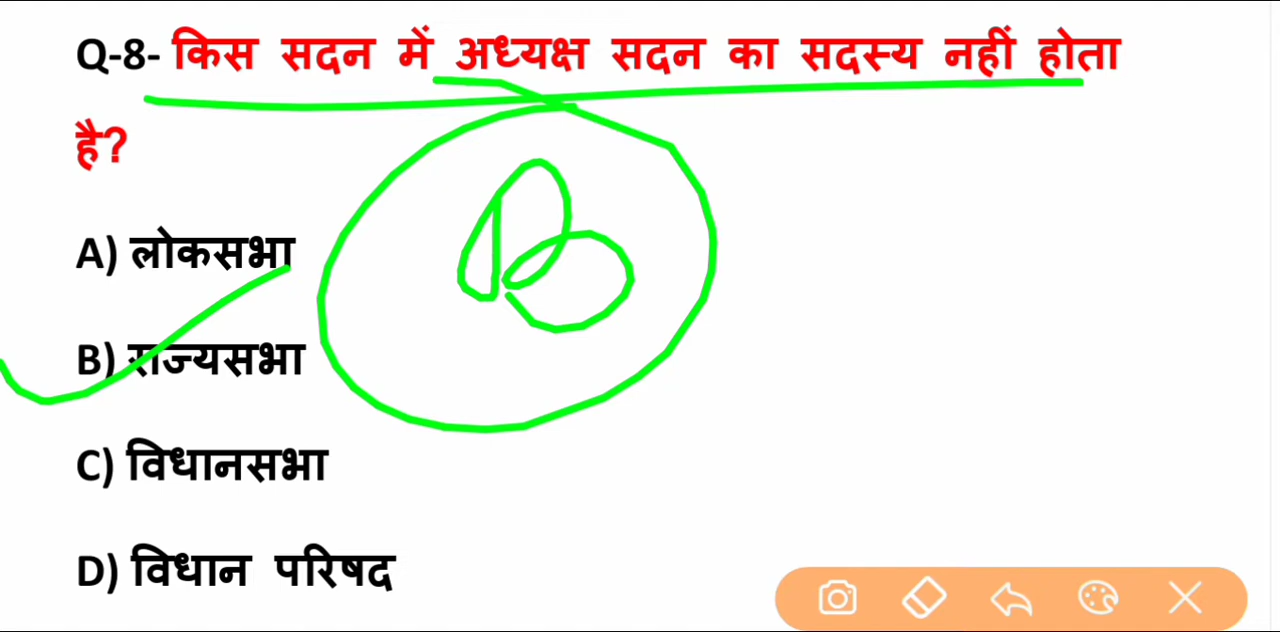 Q-8- किस सदन में अध्यक्ष सदन का सदस्य नहीं होता
है?
A) लोकसभा
B
B) राज्यसभा
C) विधानसभा
D) विधान परिषद